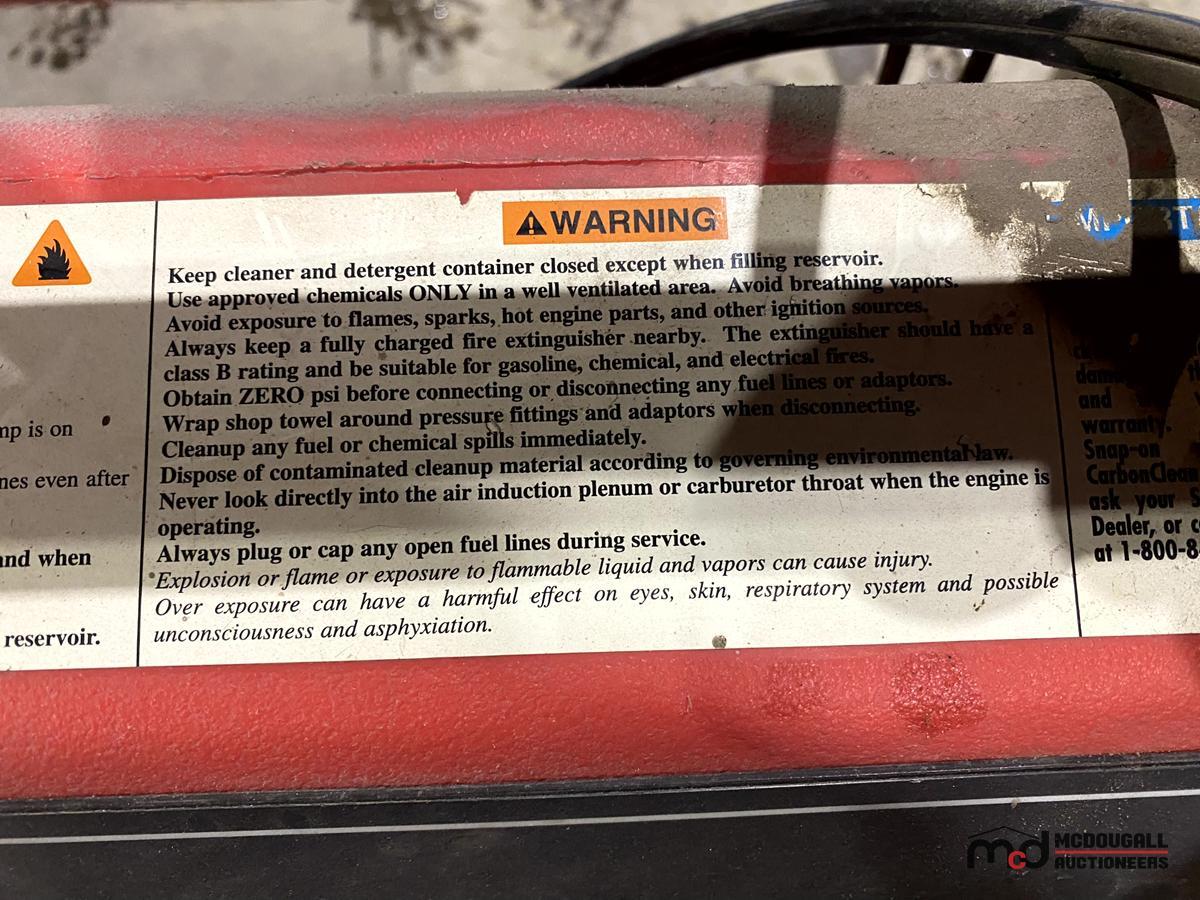 WARNING
Keep cleaner and detergent container closed except when filling reservoir.
Use approved chemicals ONLY in a well ventilated area. Avoid breathing vapors.
Avoid exposure to flames, sparks, hot engine parts, and other ignition sources.
Always keep a fully charged fire extinguisher nearby. The extinguisher should have a
class B rating and be suitable for gasoline, chemical, and electrical fires.
Obtain ZERO psi before connecting or disconnecting any fuel lines or adaptors.
Wrap shop towel around pressure fittings and adaptors when disconnecting.
Cleanup any fuel or chemical spills immediately.
Dispose of contaminated cleanup material according to governing environmental law.
Never look directly into the air induction plenum or carburetor throat when the engine is
operating.
Always plug or cap any open fuel lines during service.
Explosion or flame or exposure to flammable liquid and vapors can cause injury.
Over exposure can have a harmful effect on eyes, skin, respiratory system and possible
unconsciousness and asphyxiation.
mp is on
nes even after
and when
reservoir.
and
warranty.
Snap-on
CarbonClean
ask your S
Dealer, or c
at 1-800-8
mcd MCDOUGALL
AUCTIONEERS